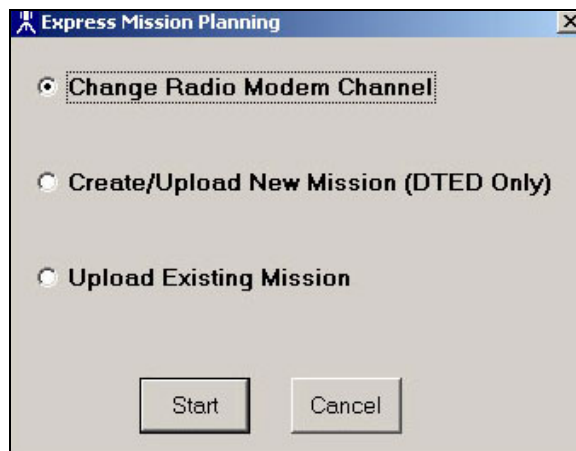 Express Mission Planning
Change Radio Modem Channel
Create/Upload New Mission (DTED Only)
Upload Existing Mission
Start Cancel